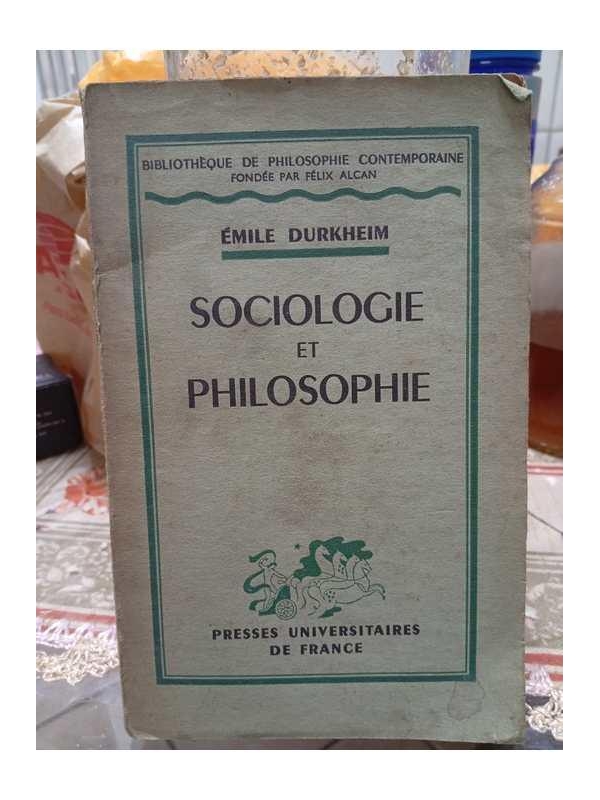 BIBLIOTHÈQUE DE PHILOSOPHIE CONTEMPORAINE
FONDÉE PAR FÉLIX ALCAN
ÉMILE DURKHEIM
SOCIOLOGIE
ET
PHILOSOPHIE
PRESSES UNIVERSITAIRES
DE FRANCE